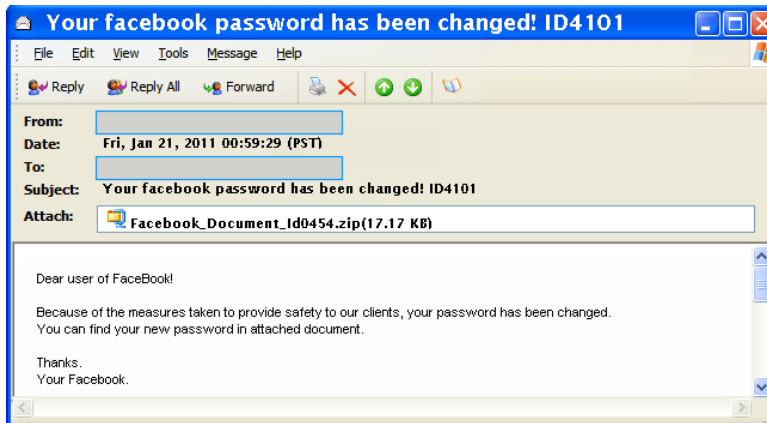 Your facebook password has been changed! ID4101
File Edit View Tools Message Help
Reply Reply All Forward
From:
Date: Fri, Jan 21, 2011 00:59:29 (PST)
To:
Subject: Your facebook password has been changed! ID4101
Attach: Facebook_Document_Id0454.zip(17.17 KB)
Dear user of FaceBook!
Because of the measures taken to provide safety to our clients, your password has been changed.
You can find your new password in attached document.
Thanks.
Your Facebook.